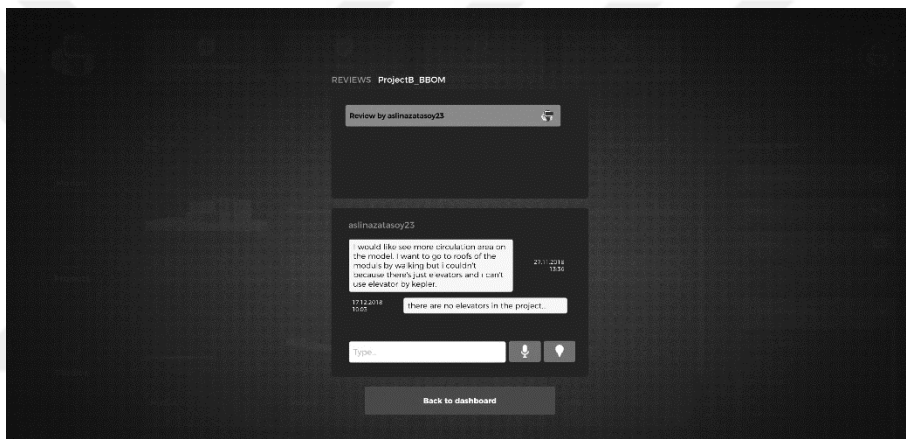 REVIEWS ProjectB_BBOM
Review by aslinazatasoy23
aslinazatasoy23
I would like see more circulation area on
the model. I want to go to roofs of the
moduls by walking but i couldn't
because there's just elevators and i can't
use elevator by kepler.
27.11.2018
13:36
17.12.2018
10:03
there are no elevators in the project...
Type...
Back to dashboard